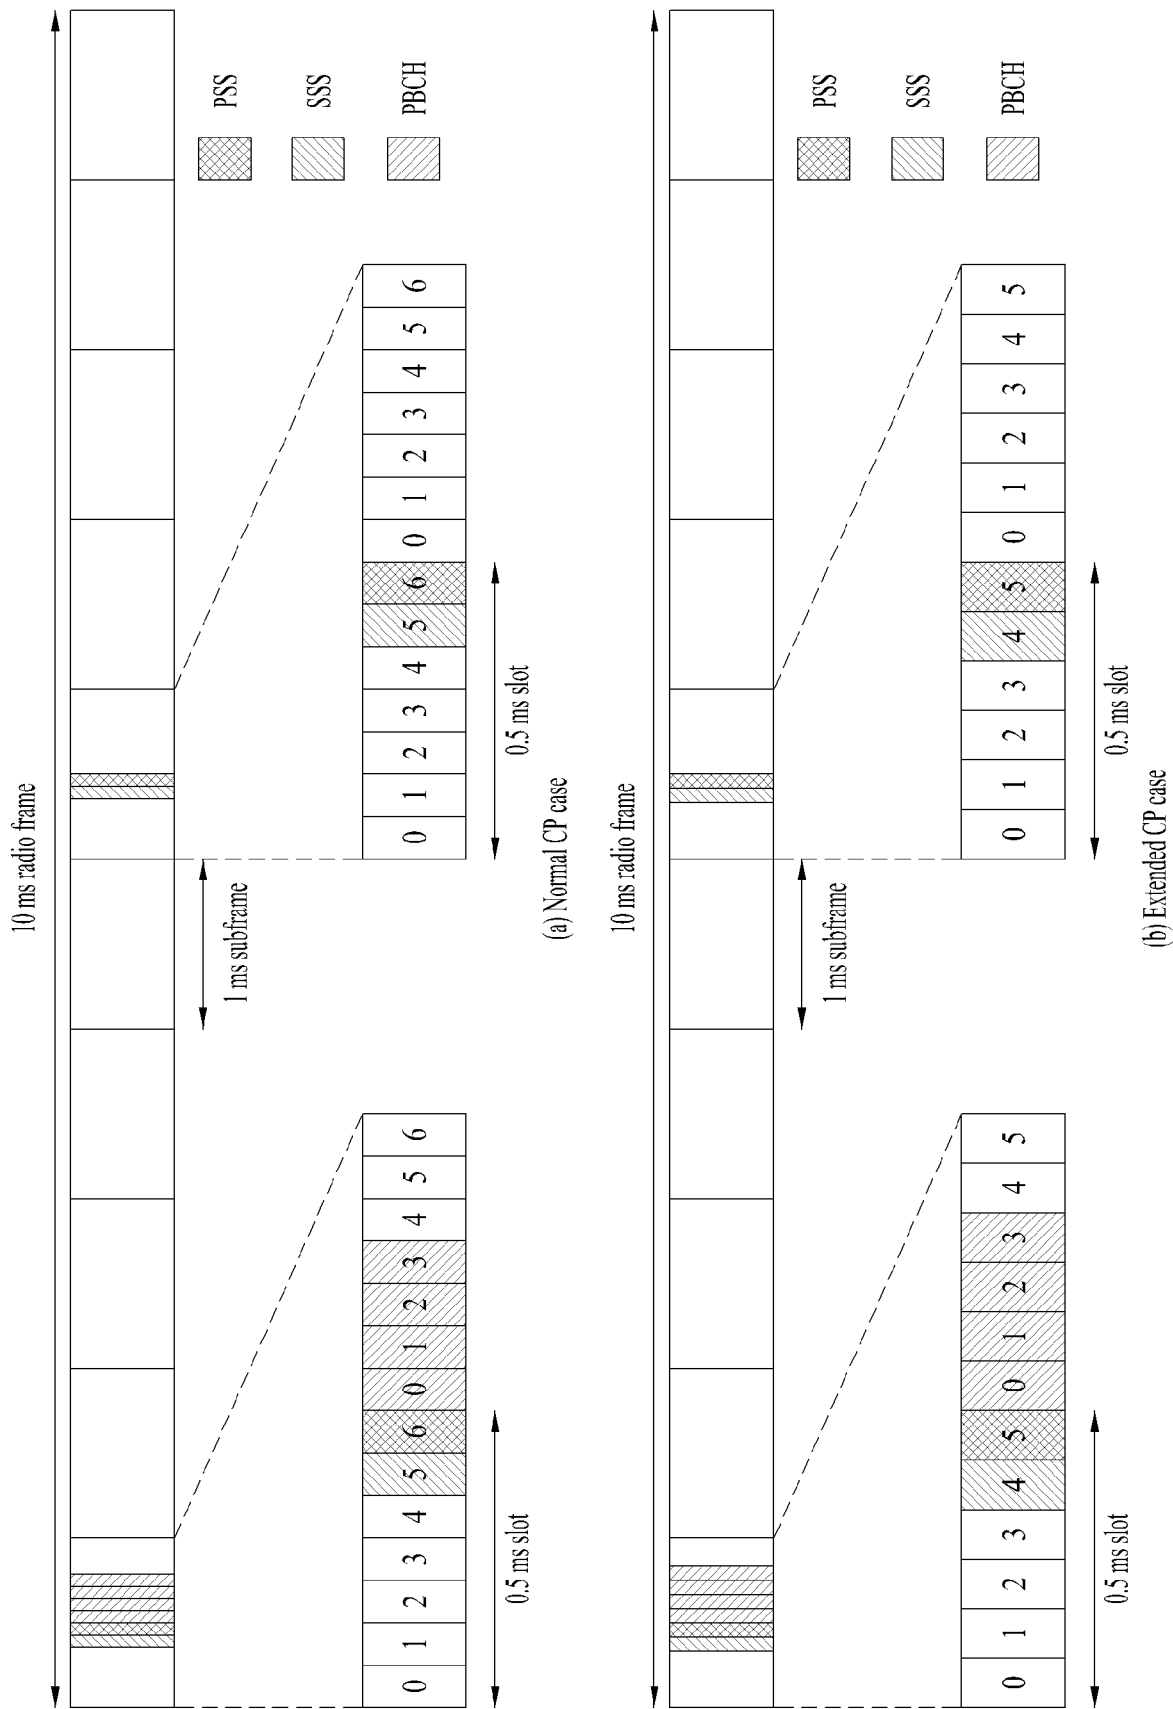 10 ms radio frame
1 ms subframe
PSS
SSS
PBCH
0 1 2 3 4 5 6 0 1 2 3 4 5 6
0 1 2 3 4 5 6 0 1 2 3 4 5 6
0.5 ms slot
0.5 ms slot
(a) Normal CP case
10 ms radio frame
1 ms subframe
PSS
SSS
PBCH
0 1 2 3 4 5 0 1 2 3 4 5
0 1 2 3 4 5 0 1 2 3 4 5
0.5 ms slot
0.5 ms slot
(b) Extended CP case